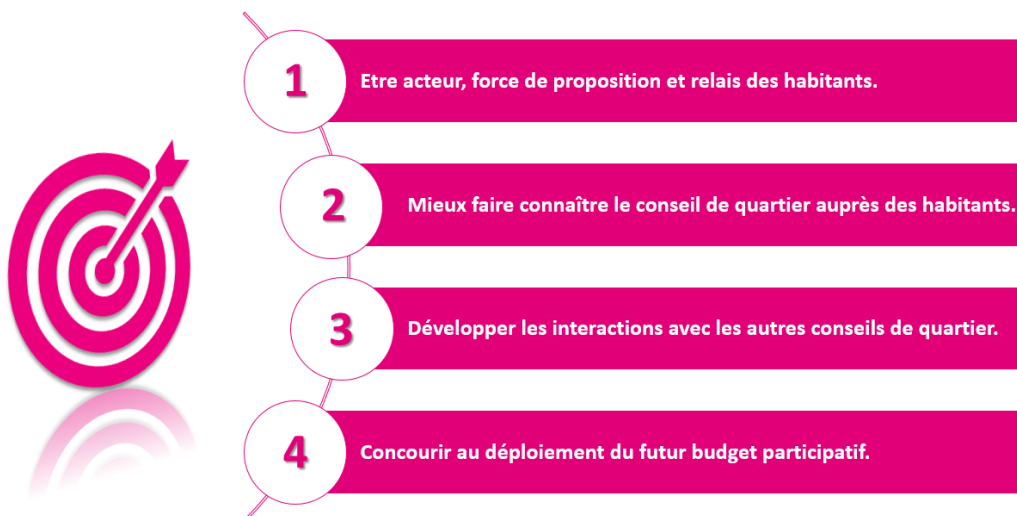 1
Etre acteur, force de proposition et relais des habitants.
2
Mieux faire connaître le conseil de quartier auprès des habitants.
3
Développer les interactions avec les autres conseils de quartier.
4
Concourir au déploiement du futur budget participatif.